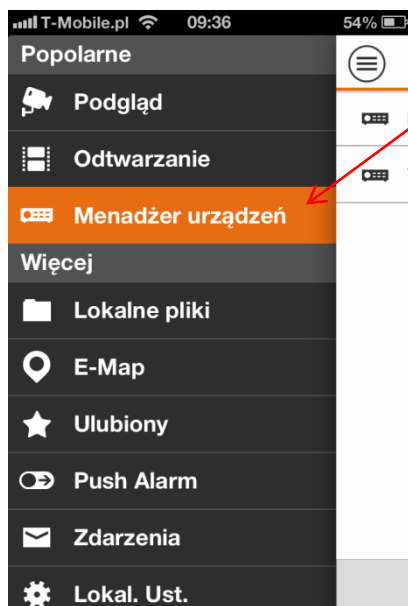 T-Mobile.pl 09:36 54%
Popolarne
Podgląd
Odtwarzanie
Menadżer urządzeń
Więcej
Lokalne pliki
E-Map
Ulubiony
Push Alarm
Zdarzenia
Lokal. Ust.